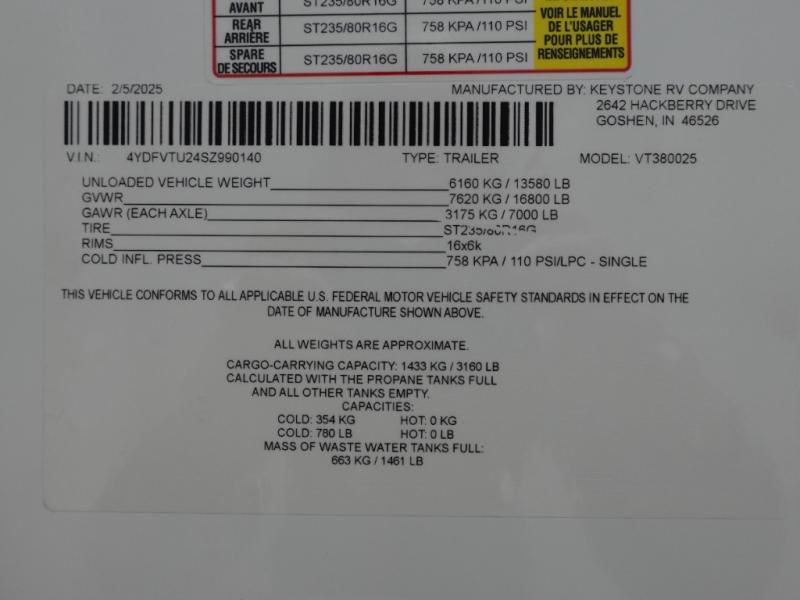 AVANT ST235/80R16G 758 KPA /110 PSI
REAR
ARRIÈRE ST235/80R16G 758 KPA /110 PSI
SPARE
DE SECOURS ST235/80R16G 758 KPA /110 PSI
VOIR LE MANUEL
DE L'USAGER
POUR PLUS DE
RENSEIGNEMENTS
DATE: 2/5/2025 MANUFACTURED BY: KEYSTONE RV COMPANY
2642 HACKBERRY DRIVE
GOSHEN, IN 46526
V.I.N.: 4YDFVTU24SZ990140 TYPE: TRAILER MODEL: VT380025
UNLOADED VEHICLE WEIGHT 6160 KG / 13580 LB
GVWR 7620 KG / 16800 LB
GAWR (EACH AXLE) 3175 KG / 7000 LB
TIRE ST235/80R16G
RIMS 16x6k
COLD INFL. PRESS 758 KPA / 110 PSI/LPC - SINGLE
THIS VEHICLE CONFORMS TO ALL APPLICABLE U.S. FEDERAL MOTOR VEHICLE SAFETY STANDARDS IN EFFECT ON THE
DATE OF MANUFACTURE SHOWN ABOVE.
ALL WEIGHTS ARE APPROXIMATE.
CARGO-CARRYING CAPACITY: 1433 KG / 3160 LB
CALCULATED WITH THE PROPANE TANKS FULL
AND ALL OTHER TANKS EMPTY.
CAPACITIES:
COLD: 354 KG HOT: 0 KG
COLD: 780 LB HOT: 0 LB
MASS OF WASTE WATER TANKS FULL:
663 KG / 1461 LB